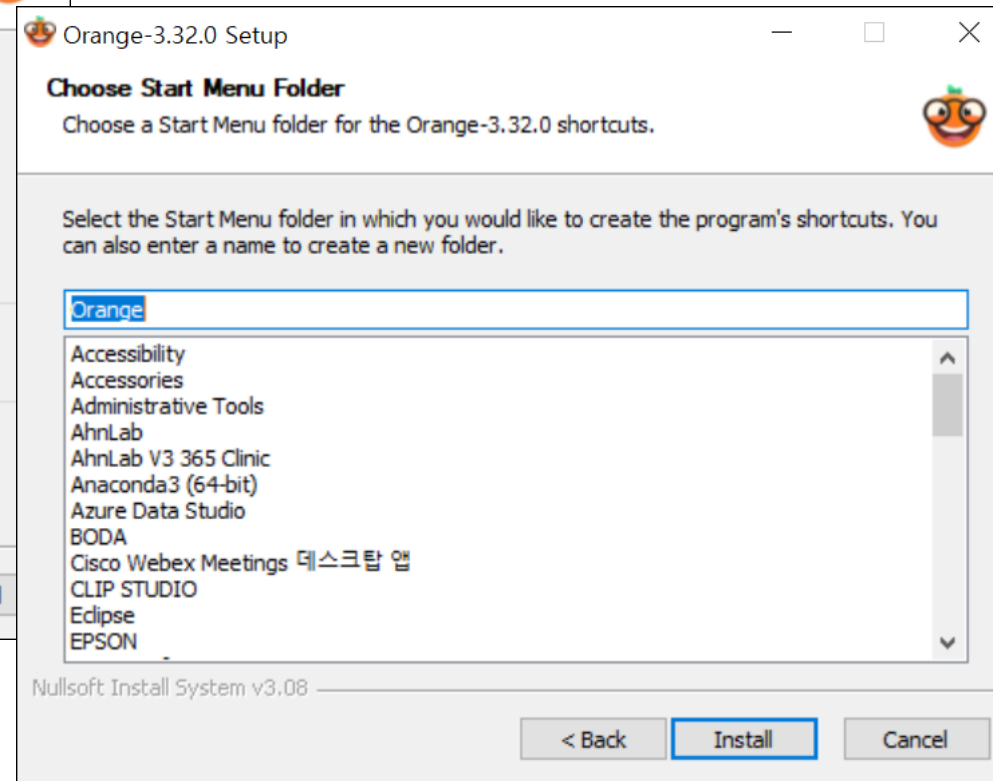 Orange-3.32.0 Setup
Choose Start Menu Folder
Choose a Start Menu folder for the Orange-3.32.0 shortcuts.
Select the Start Menu folder in which you would like to create the program's shortcuts. You
can also enter a name to create a new folder.
Orange
Accessibility
Accessories
Administrative Tools
AhnLab
AhnLab V3 365 Clinic
Anaconda3 (64-bit)
Azure Data Studio
BODA
Cisco Webex Meetings 데스크탑 앱
CLIP STUDIO
Eclipse
EPSON
Nullsoft Install System v3.08
< Back
Install
Cancel